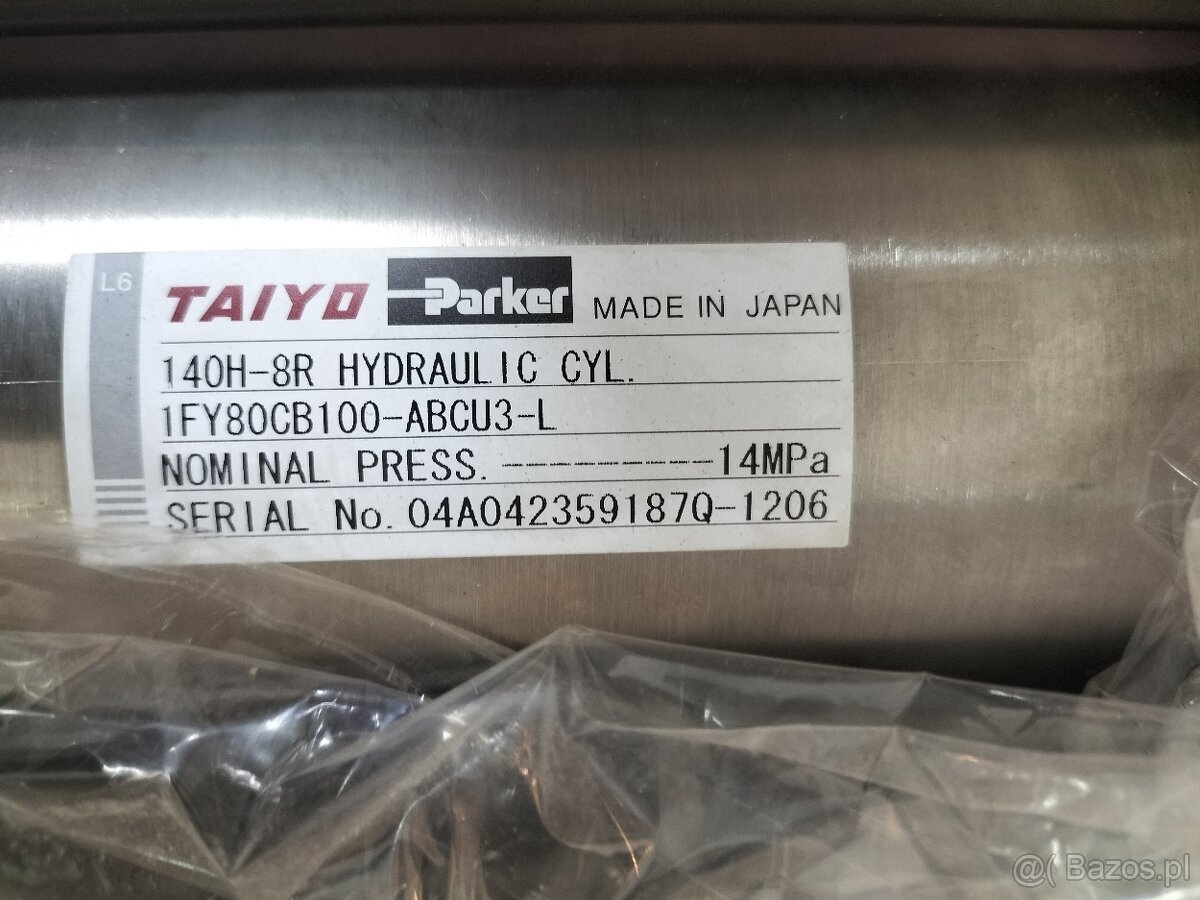 L6
TAIYO Parker MADE IN JAPAN
140H-8R HYDRAULIC CYL.
1FY80CB100-ABCU3-L
NOMINAL PRESS. ---------- 14MPa
SERIAL No. 04A042359187Q-1206
@( Bazos.pl